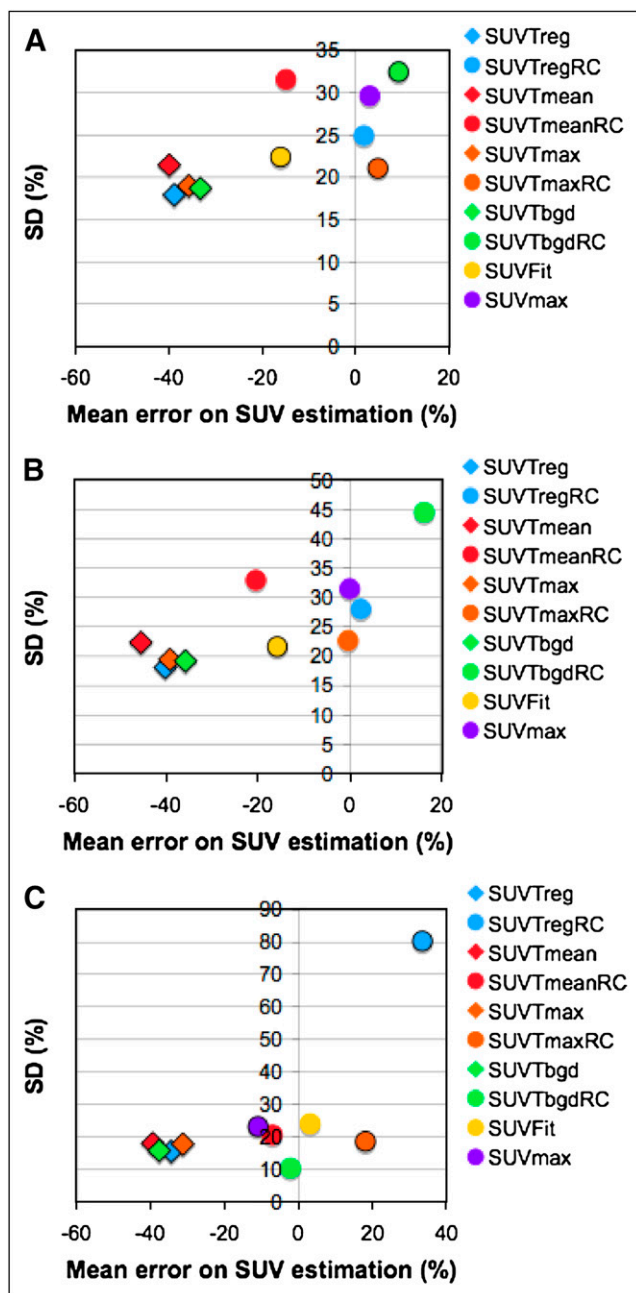 A
SD (%)
35
30
25
20
15
10
5
0
-60 -40 -20 0 20
Mean error on SUV estimation (%)
SUVTreg
SUVTregRC
SUVTmean
SUVTmeanRC
SUVTmax
SUVTmaxRC
SUVTbgd
SUVTbgdRC
SUVFit
SUVmax
B
SD (%)
50
45
40
35
30
25
20
15
10
5
0
-60 -40 -20 0 20
Mean error on SUV estimation (%)
SUVTreg
SUVTregRC
SUVTmean
SUVTmeanRC
SUVTmax
SUVTmaxRC
SUVTbgd
SUVTbgdRC
SUVFit
SUVmax
C
SD (%)
90
80
70
60
50
40
30
20
10
0
-60 -40 -20 0 20 40
Mean error on SUV estimation (%)
SUVTreg
SUVTregRC
SUVTmean
SUVTmeanRC
SUVTmax
SUVTmaxRC
SUVTbgd
SUVTbgdRC
SUVFit
SUVmax